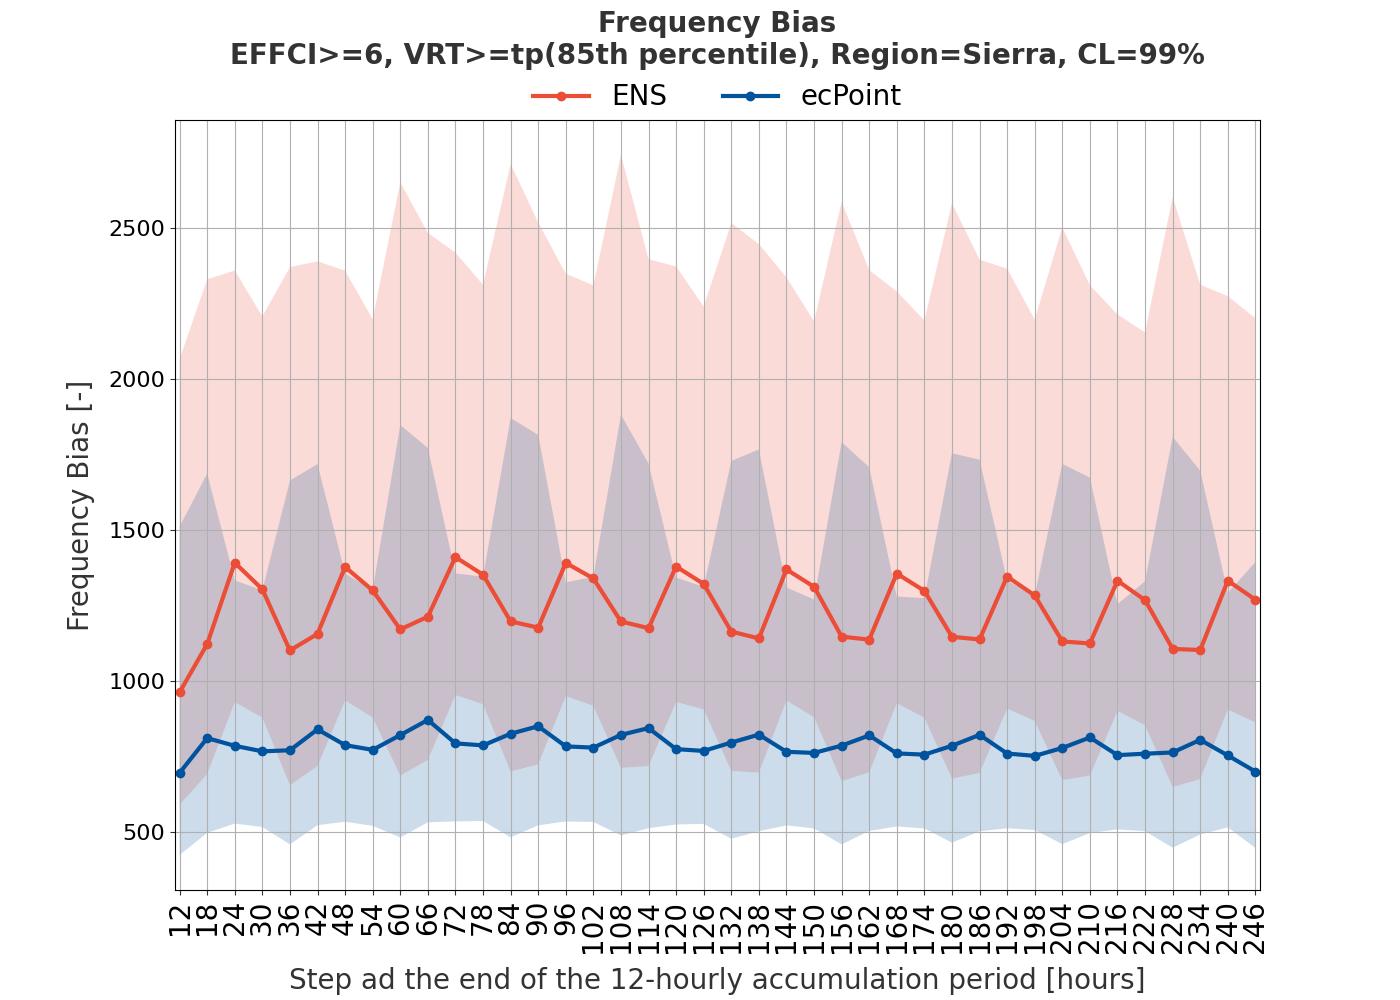 Frequency Bias
EFFCI>=6, VRT>=tp(85th percentile), Region=Sierra, CL=99%
ENS ecPoint
2500
2000
1500
1000
500
Frequency Bias [-]
12 18 24 30 36 42 48 54 60 66 72 78 84 90 96 102 108 114 120 126 132 138 144 150 156 162 168 174 180 186 192 198 204 210 216 222 228 234 240 246
Step ad the end of the 12-hourly accumulation period [hours]